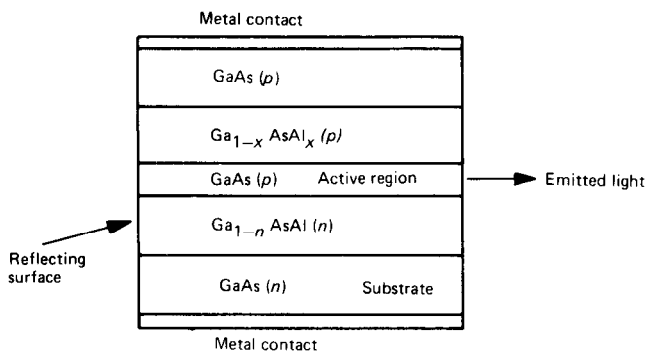 Metal contact
GaAs (p)
Ga₁₋ₓ AsAlₓ (p)
GaAs (p) Active region
Emitted light
Ga₁₋ₙ AsAl (n)
Reflecting
surface
GaAs (n) Substrate
Metal contact